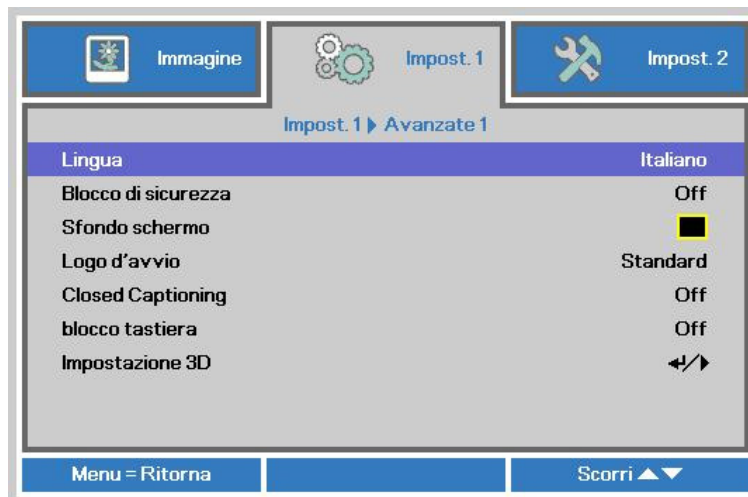 Immagine
Impost. 1
Impost. 2
Impost. 1 ▶ Avanzate 1
Lingua Italiano
Blocco di sicurezza Off
Sfondo schermo
Logo d'avvio Standard
Closed Captioning Off
blocco tastiera Off
Impostazione 3D ↵/▶
Menu = Ritorna
Scorri ▲▼